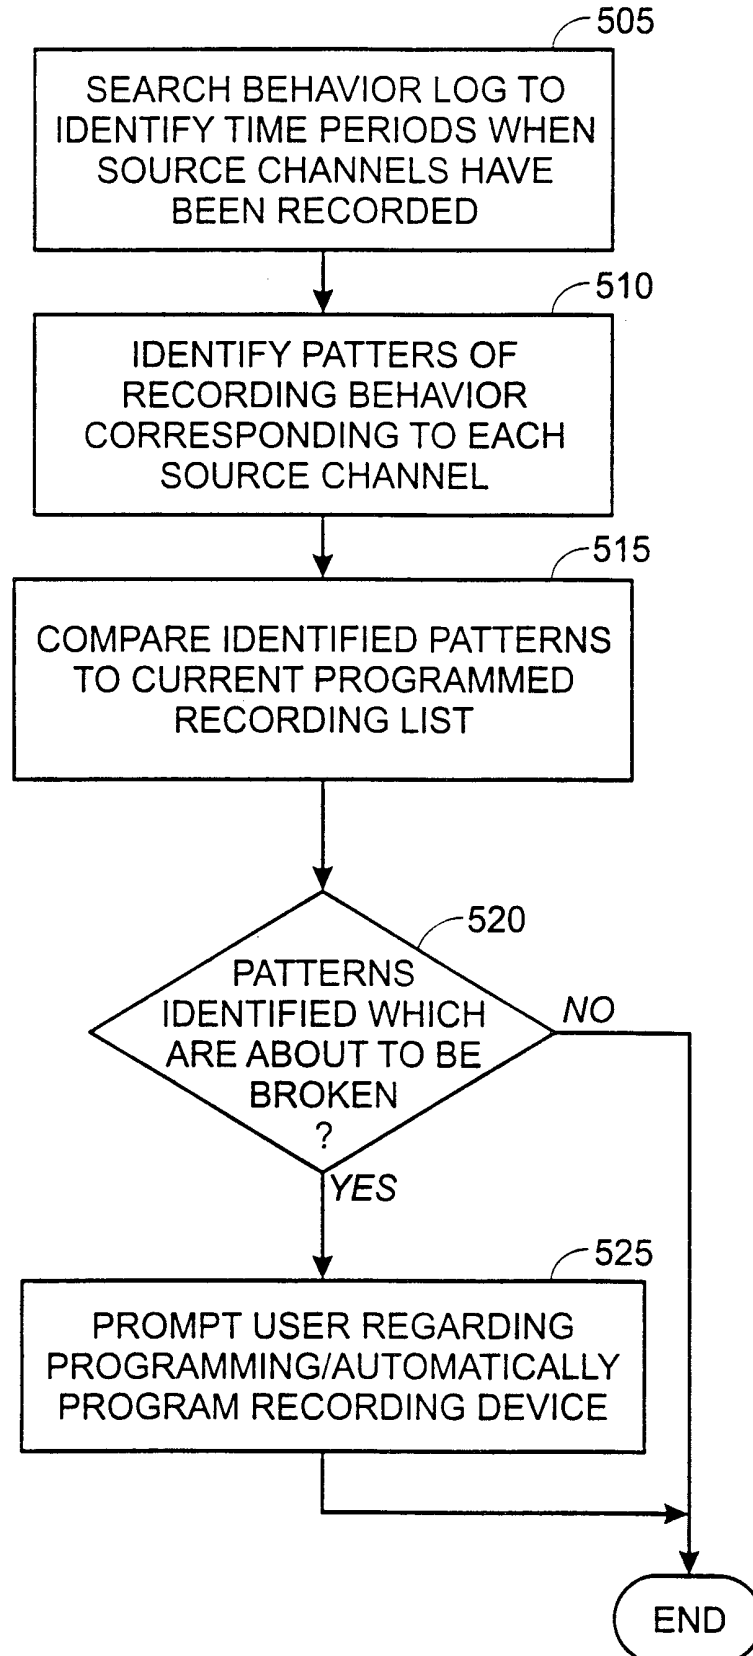 505
SEARCH BEHAVIOR LOG TO
IDENTIFY TIME PERIODS WHEN
SOURCE CHANNELS HAVE
BEEN RECORDED
510
IDENTIFY PATTERS OF
RECORDING BEHAVIOR
CORRESPONDING TO EACH
SOURCE CHANNEL
515
COMPARE IDENTIFIED PATTERNS
TO CURRENT PROGRAMMED
RECORDING LIST
520
PATTERNS
IDENTIFIED WHICH
ARE ABOUT TO BE
BROKEN
?
NO
YES
525
PROMPT USER REGARDING
PROGRAMMING/AUTOMATICALLY
PROGRAM RECORDING DEVICE
END